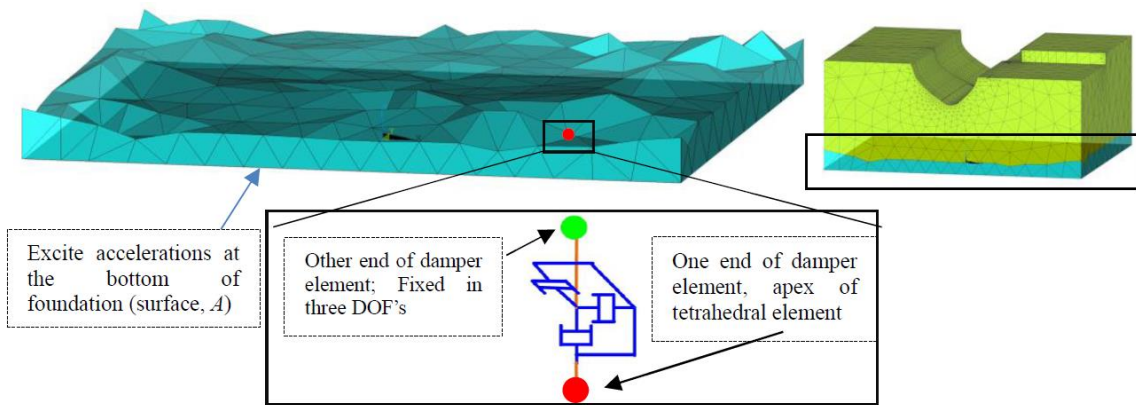 Excite accelerations at
the bottom of
foundation (surface, A)
Other end of damper
element; Fixed in
three DOF's
One end of damper
element, apex of
tetrahedral element